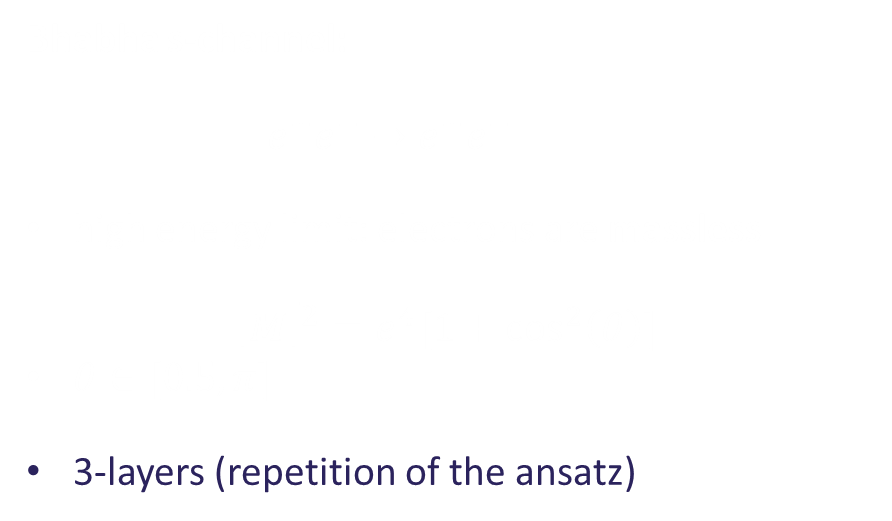 • 3-layers (repetition of the ansatz)